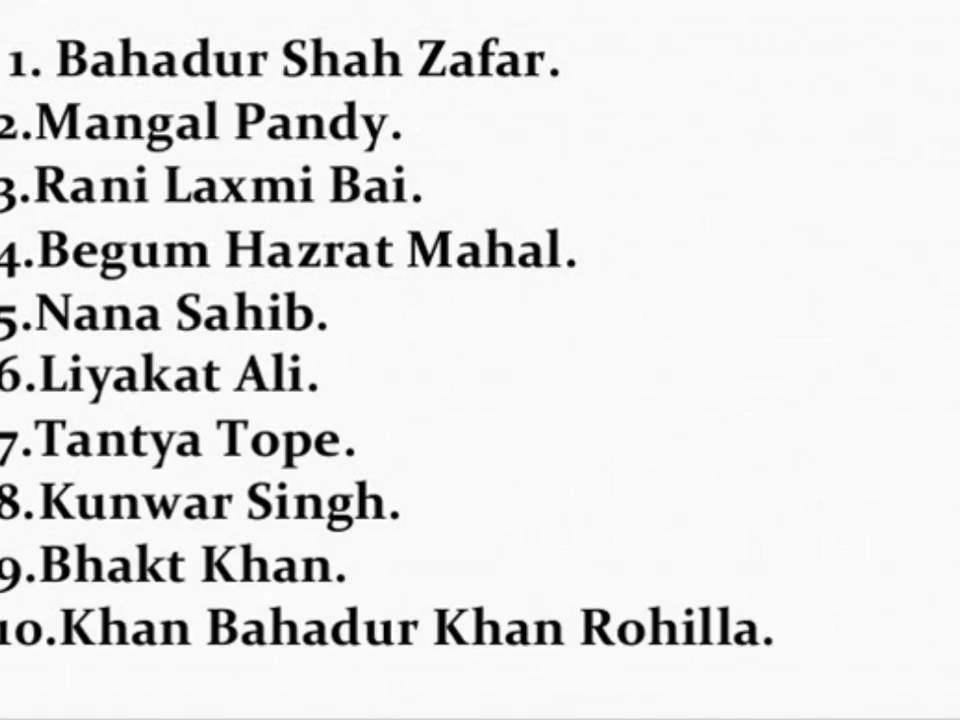 1. Bahadur Shah Zafar.
2.Mangal Pandy.
3.Rani Laxmi Bai.
4.Begum Hazrat Mahal.
5.Nana Sahib.
6.Liyakat Ali.
7.Tantya Tope.
8.Kunwar Singh.
9.Bhakt Khan.
10.Khan Bahadur Khan Rohilla.